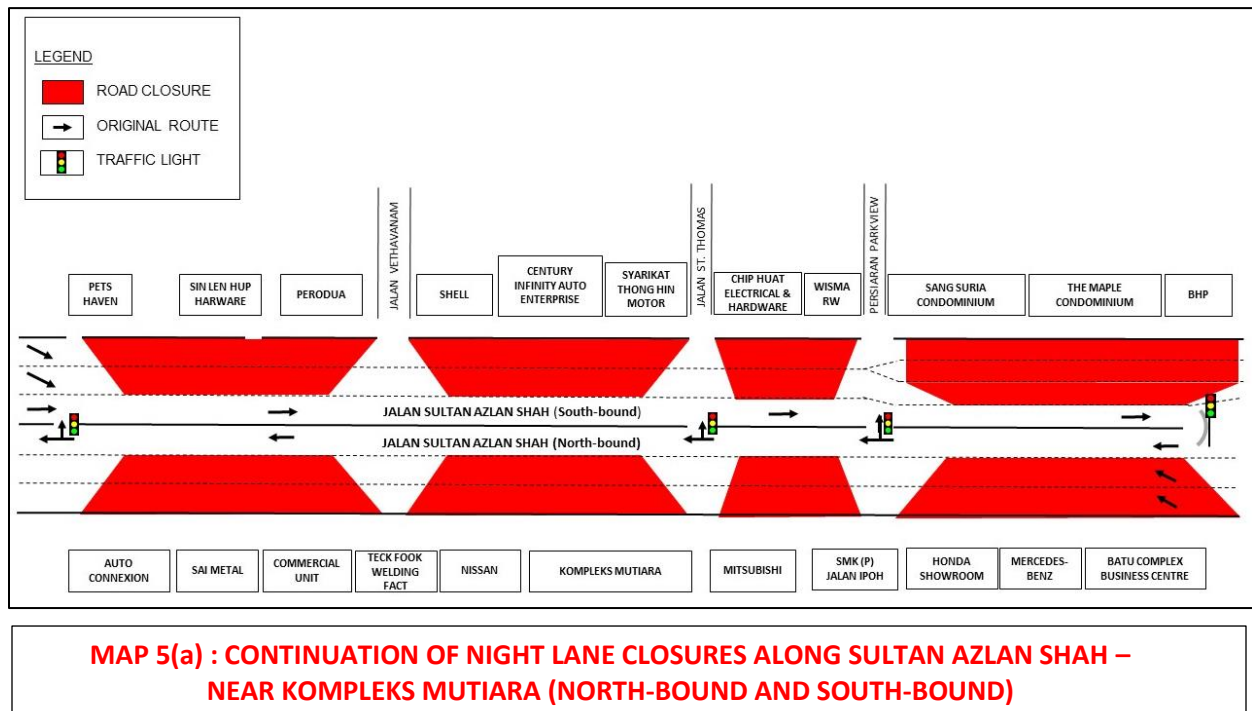 LEGEND
ROAD CLOSURE
ORIGINAL ROUTE
TRAFFIC LIGHT
JALAN VETHAVANAM
JALAN ST. THOMAS
PERSIARAN PARKVIEW
PETS
HAVEN
SIN LEN HUP
HARWARE
PERODUA
SHELL
CENTURY
INFINITY AUTO
ENTERPRISE
SYARIKAT
THONG HIN
MOTOR
CHIP HUAT
ELECTRICAL &
HARDWARE
WISMA
RW
SANG SURIA
CONDOMINIUM
THE MAPLE
CONDOMINIUM
BHP
JALAN SULTAN AZLAN SHAH (South-bound)
JALAN SULTAN AZLAN SHAH (North-bound)
AUTO
CONNEXION
SAI METAL
COMMERCIAL
UNIT
TECK FOOK
WELDING
FACT
NISSAN
KOMPLEKS MUTIARA
MITSUBISHI
SMK (P)
JALAN IPOH
HONDA
SHOWROOM
MERCEDES-
BENZ
BATU COMPLEX
BUSINESS CENTRE
MAP 5(a) : CONTINUATION OF NIGHT LANE CLOSURES ALONG SULTAN AZLAN SHAH –
NEAR KOMPLEKS MUTIARA (NORTH-BOUND AND SOUTH-BOUND)